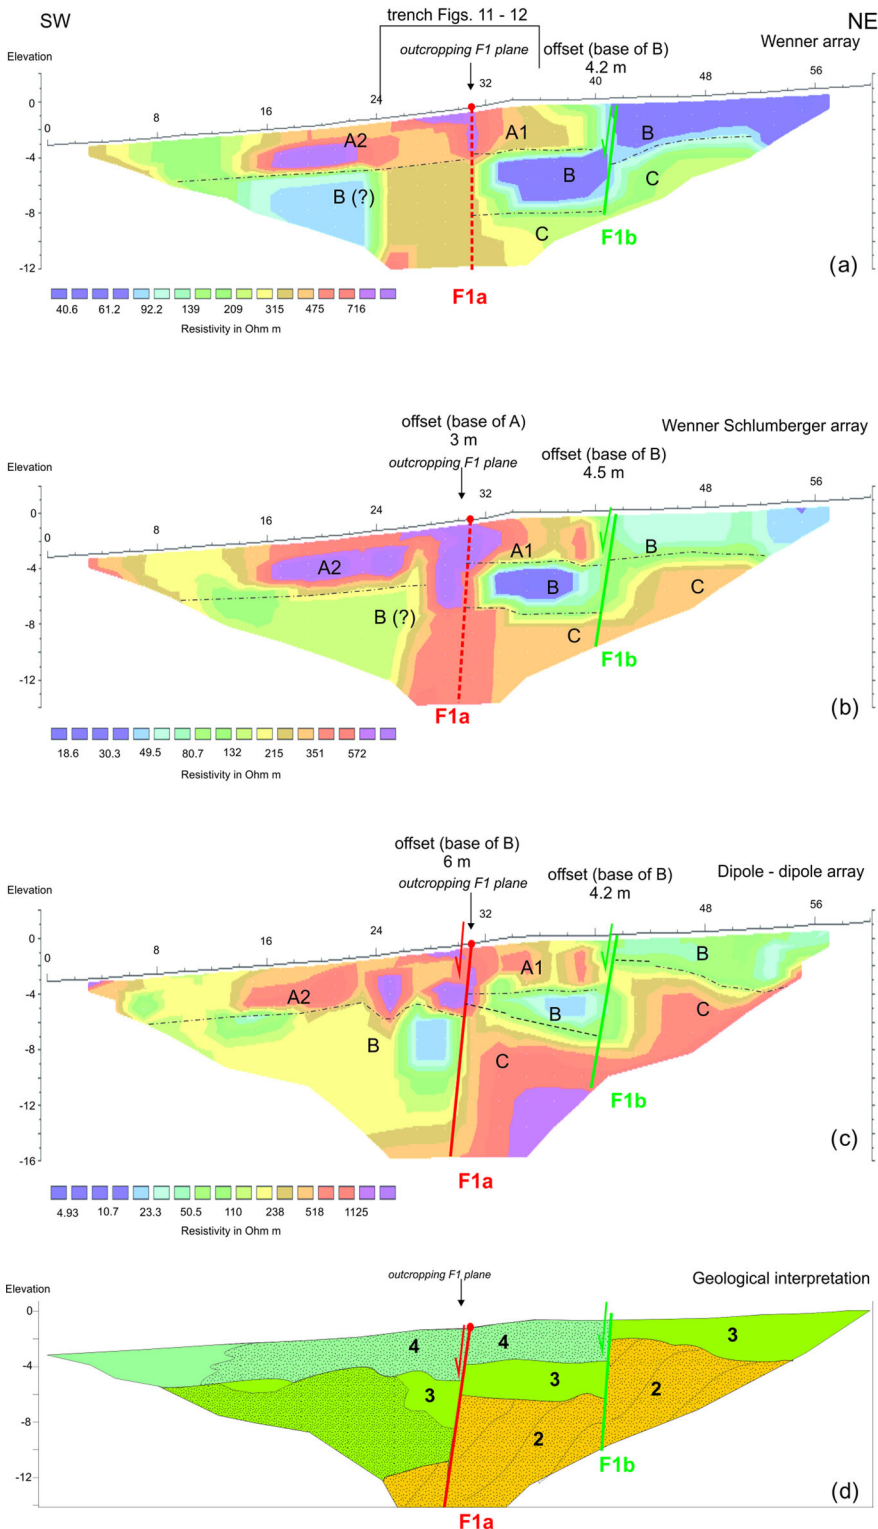 SW
trench Figs. 11 - 12
NE
Elevation
outcropping F1 plane
offset (base of B)
4.2 m
Wenner array
0
8
16
24
32
40
48
56
0
-4
-8
-12
A2
A1
B
B
B (?)
C
C
F1b
F1a
(a)
40.6 61.2 92.2 139 209 315 475 716
Resistivity in Ohm m
offset (base of A)
3 m
outcropping F1 plane
offset (base of B)
4.5 m
Wenner Schlumberger array
Elevation
0
8
16
24
32
48
56
0
-4
-8
-12
A2
A1
B
B
B (?)
C
C
F1b
F1a
(b)
18.6 30.3 49.5 80.7 132 215 351 572
Resistivity in Ohm m
offset (base of B)
6 m
outcropping F1 plane
offset (base of B)
4.2 m
Dipole - dipole array
Elevation
0
8
16
24
32
48
56
0
-4
-8
-12
-16
A2
A1
B
B
B
C
C
F1b
F1a
(c)
4.93 10.7 23.3 50.5 110 238 518 1125
Resistivity in Ohm m
outcropping F1 plane
Geological interpretation
Elevation
0
-4
-8
-12
4
4
3
3
3
2
2
F1b
F1a
(d)